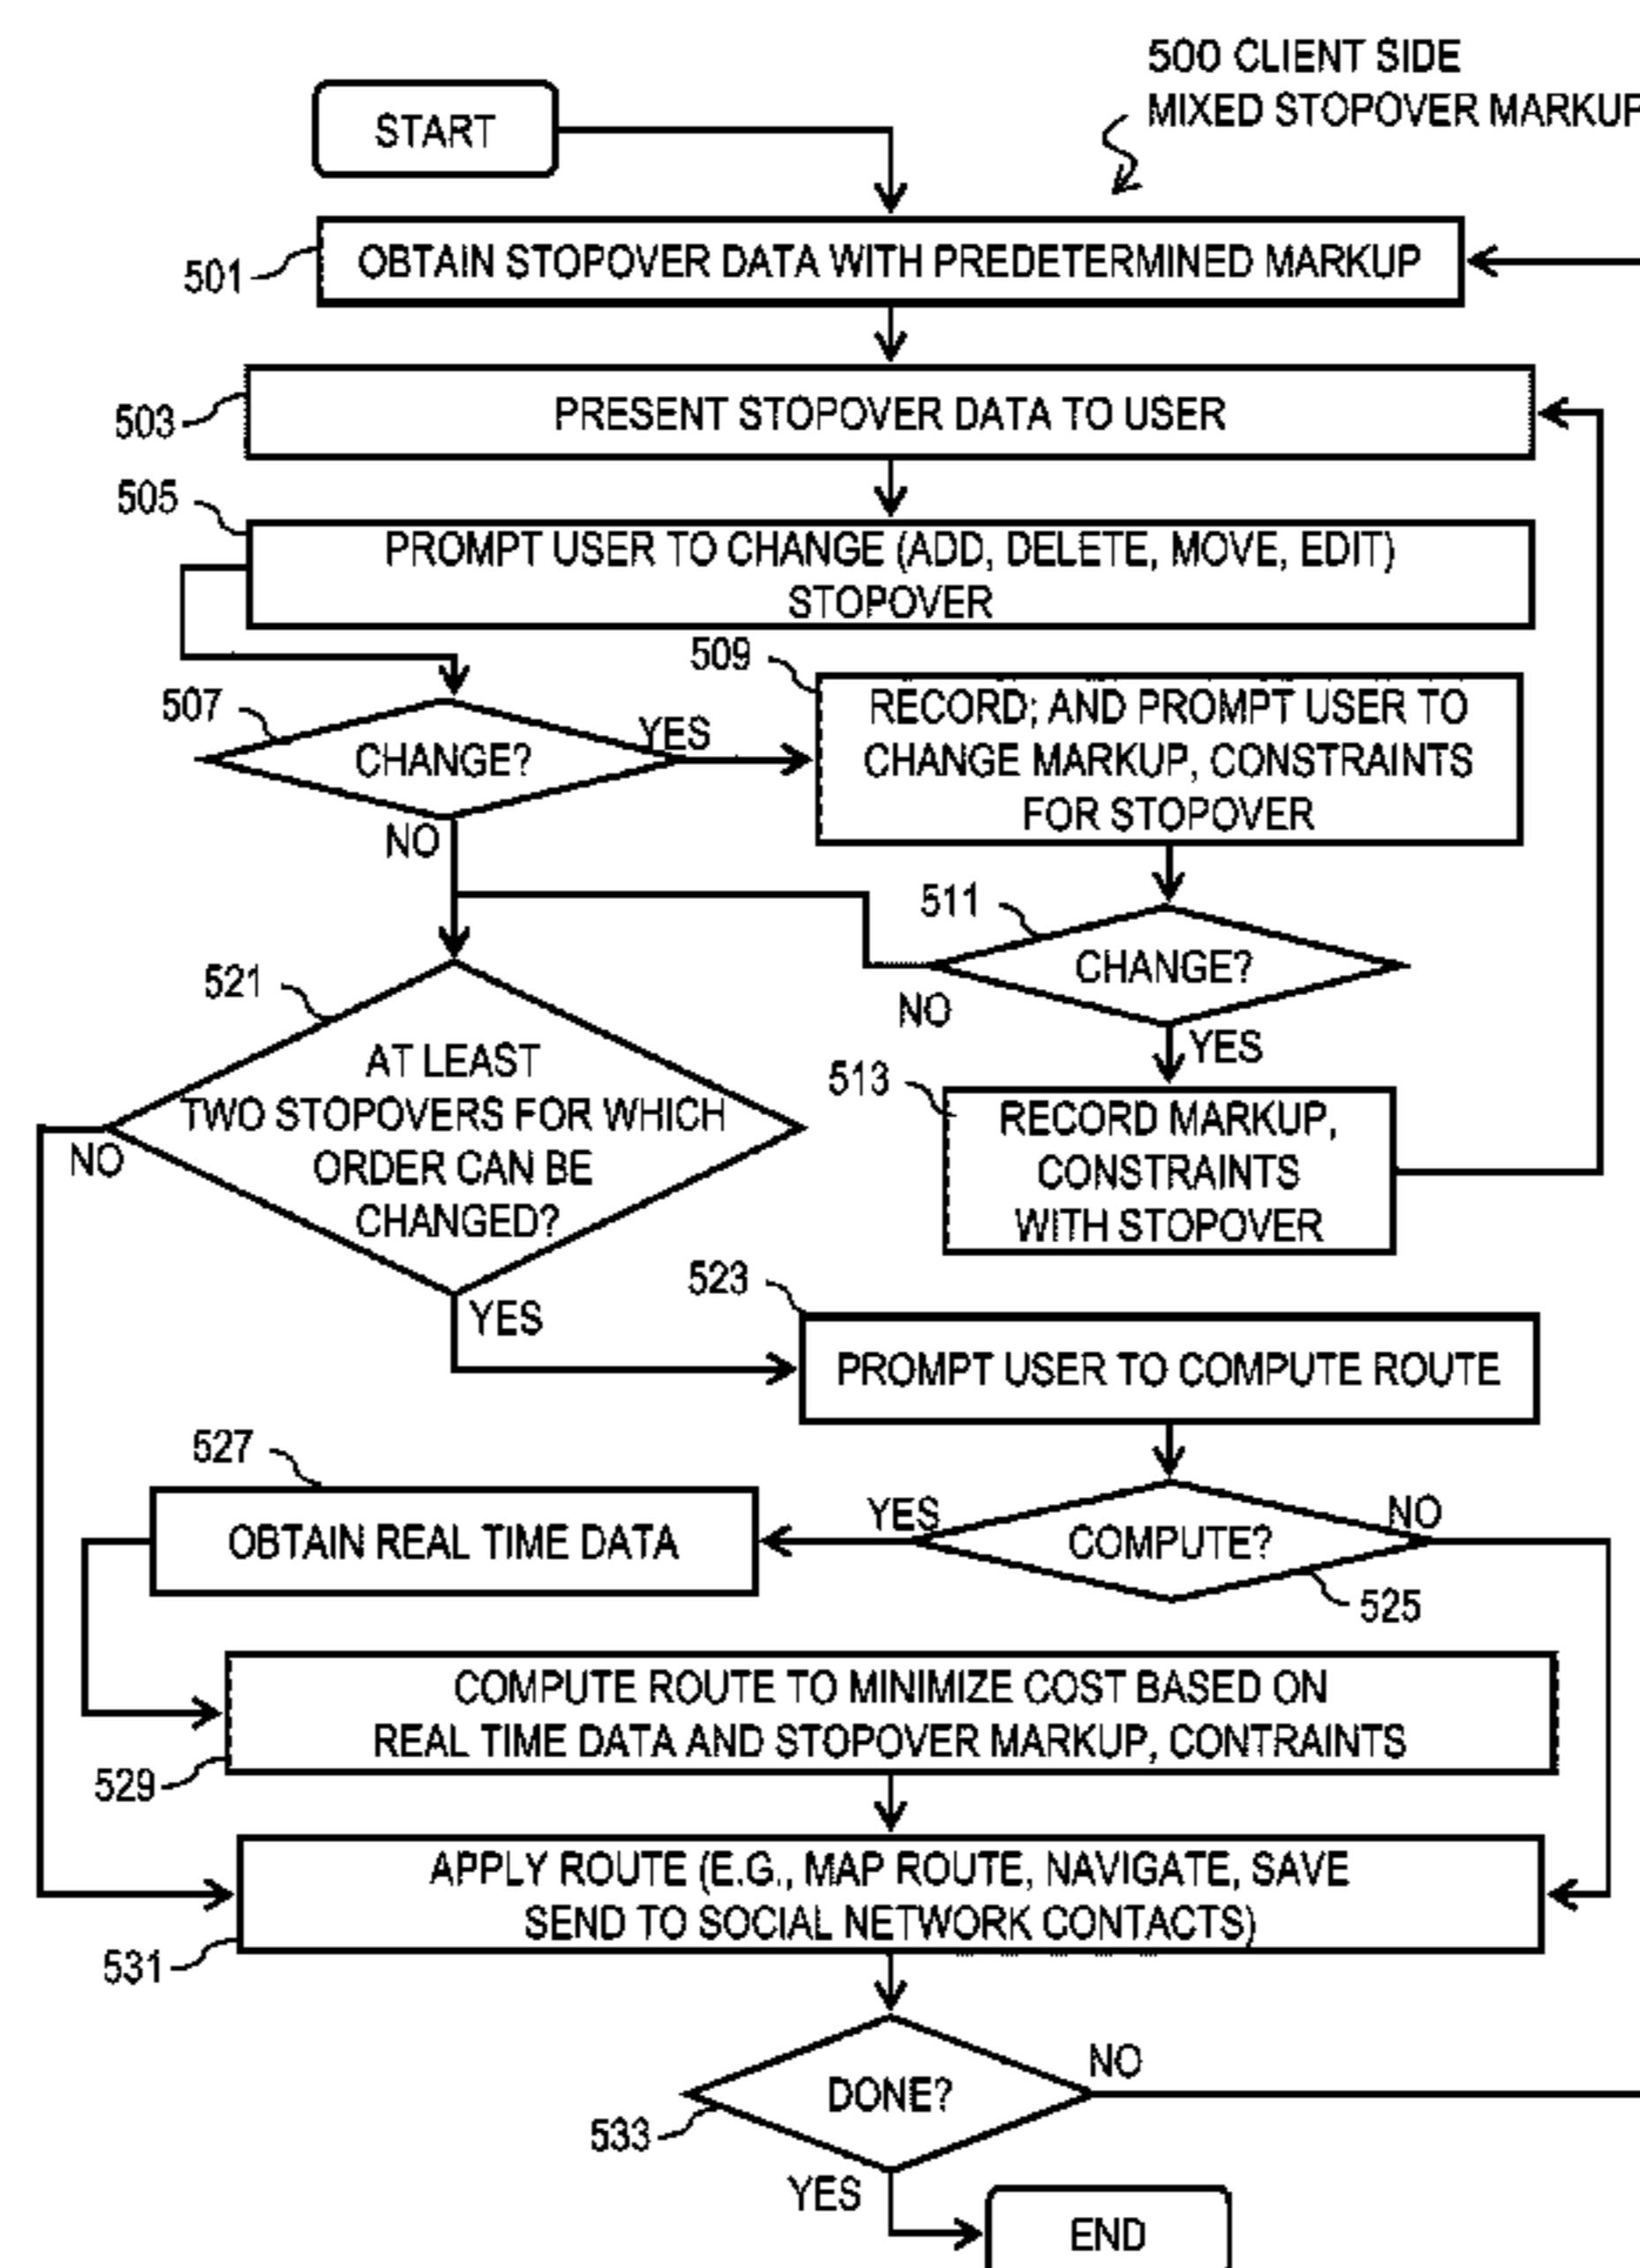 500 CLIENT SIDE
MIXED STOPOVER MARKUP
START
501
OBTAIN STOPOVER DATA WITH PREDETERMINED MARKUP
503
PRESENT STOPOVER DATA TO USER
505
PROMPT USER TO CHANGE (ADD, DELETE, MOVE, EDIT)
STOPOVER
507
CHANGE?
YES
NO
509
RECORD; AND PROMPT USER TO
CHANGE MARKUP, CONSTRAINTS
FOR STOPOVER
511
CHANGE?
NO
YES
513
RECORD MARKUP,
CONSTRAINTS
WITH STOPOVER
521
AT LEAST
TWO STOPOVERS FOR WHICH
ORDER CAN BE
CHANGED?
NO
YES
523
PROMPT USER TO COMPUTE ROUTE
525
COMPUTE?
YES
NO
527
OBTAIN REAL TIME DATA
529
COMPUTE ROUTE TO MINIMIZE COST BASED ON
REAL TIME DATA AND STOPOVER MARKUP, CONTRAINTS
531
APPLY ROUTE (E.G., MAP ROUTE, NAVIGATE, SAVE
SEND TO SOCIAL NETWORK CONTACTS)
533
DONE?
NO
YES
END